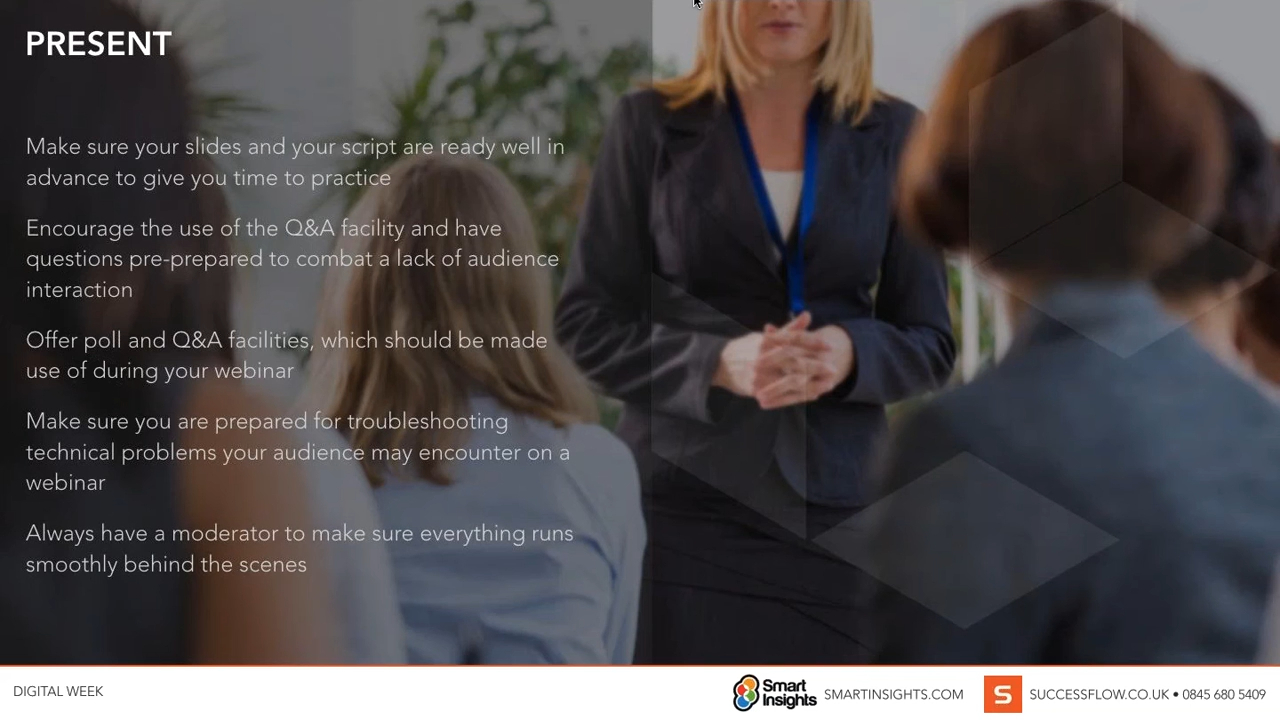 PRESENT
Make sure your slides and your script are ready well in
advance to give you time to practice
Encourage the use of the Q&A facility and have
questions pre-prepared to combat a lack of audience
interaction
Offer poll and Q&A facilities, which should be made
use of during your webinar
Make sure you are prepared for troubleshooting
technical problems your audience may encounter on a
webinar
Always have a moderator to make sure everything runs
smoothly behind the scenes
DIGITAL WEEK
Smart
Insights
SMARTINSIGHTS.COM
S
SUCCESSFLOW.CO.UK • 0845 680 5409